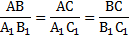 AB/A₁B₁ = AC/A₁C₁ = BC/B₁C₁